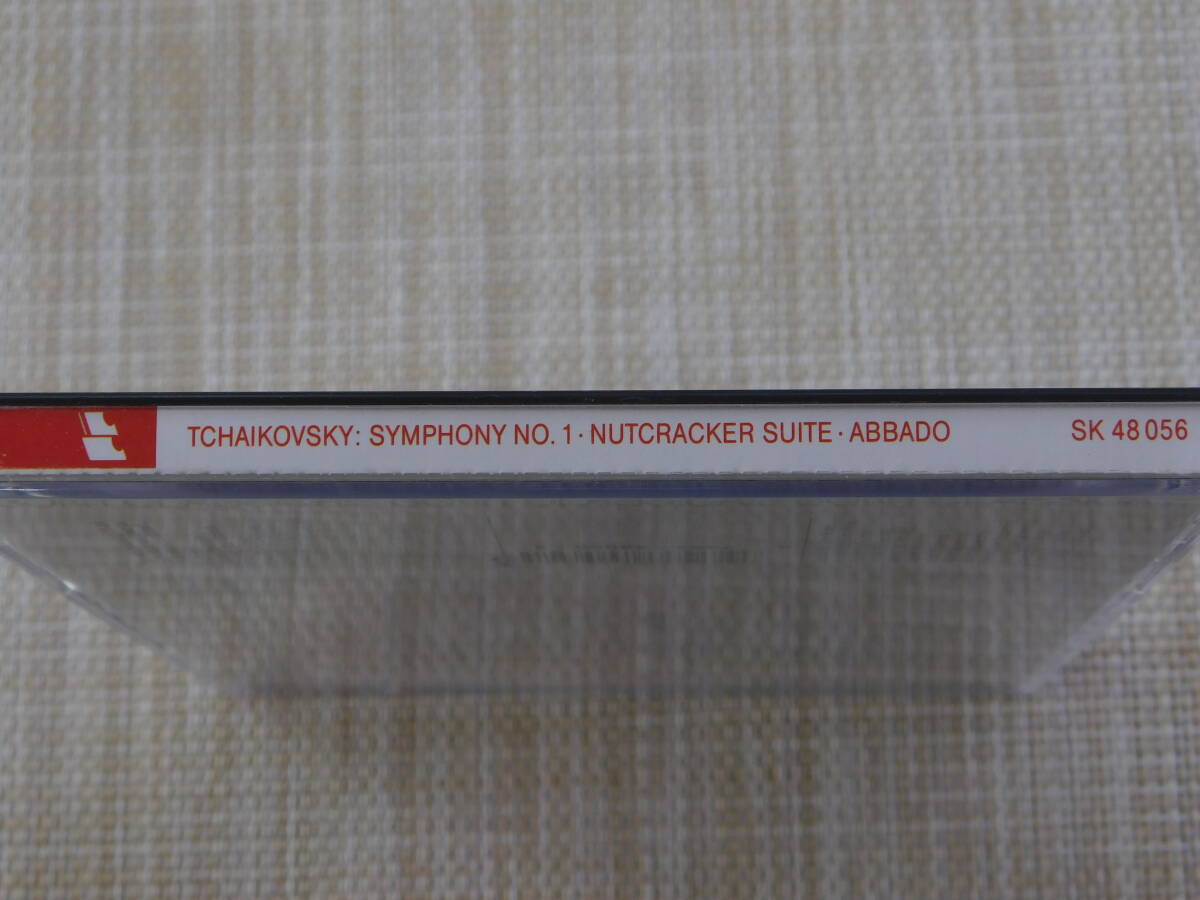 TCHAIKOVSKY: SYMPHONY NO. 1 · NUTCRACKER SUITE · ABBADO SK 48 056